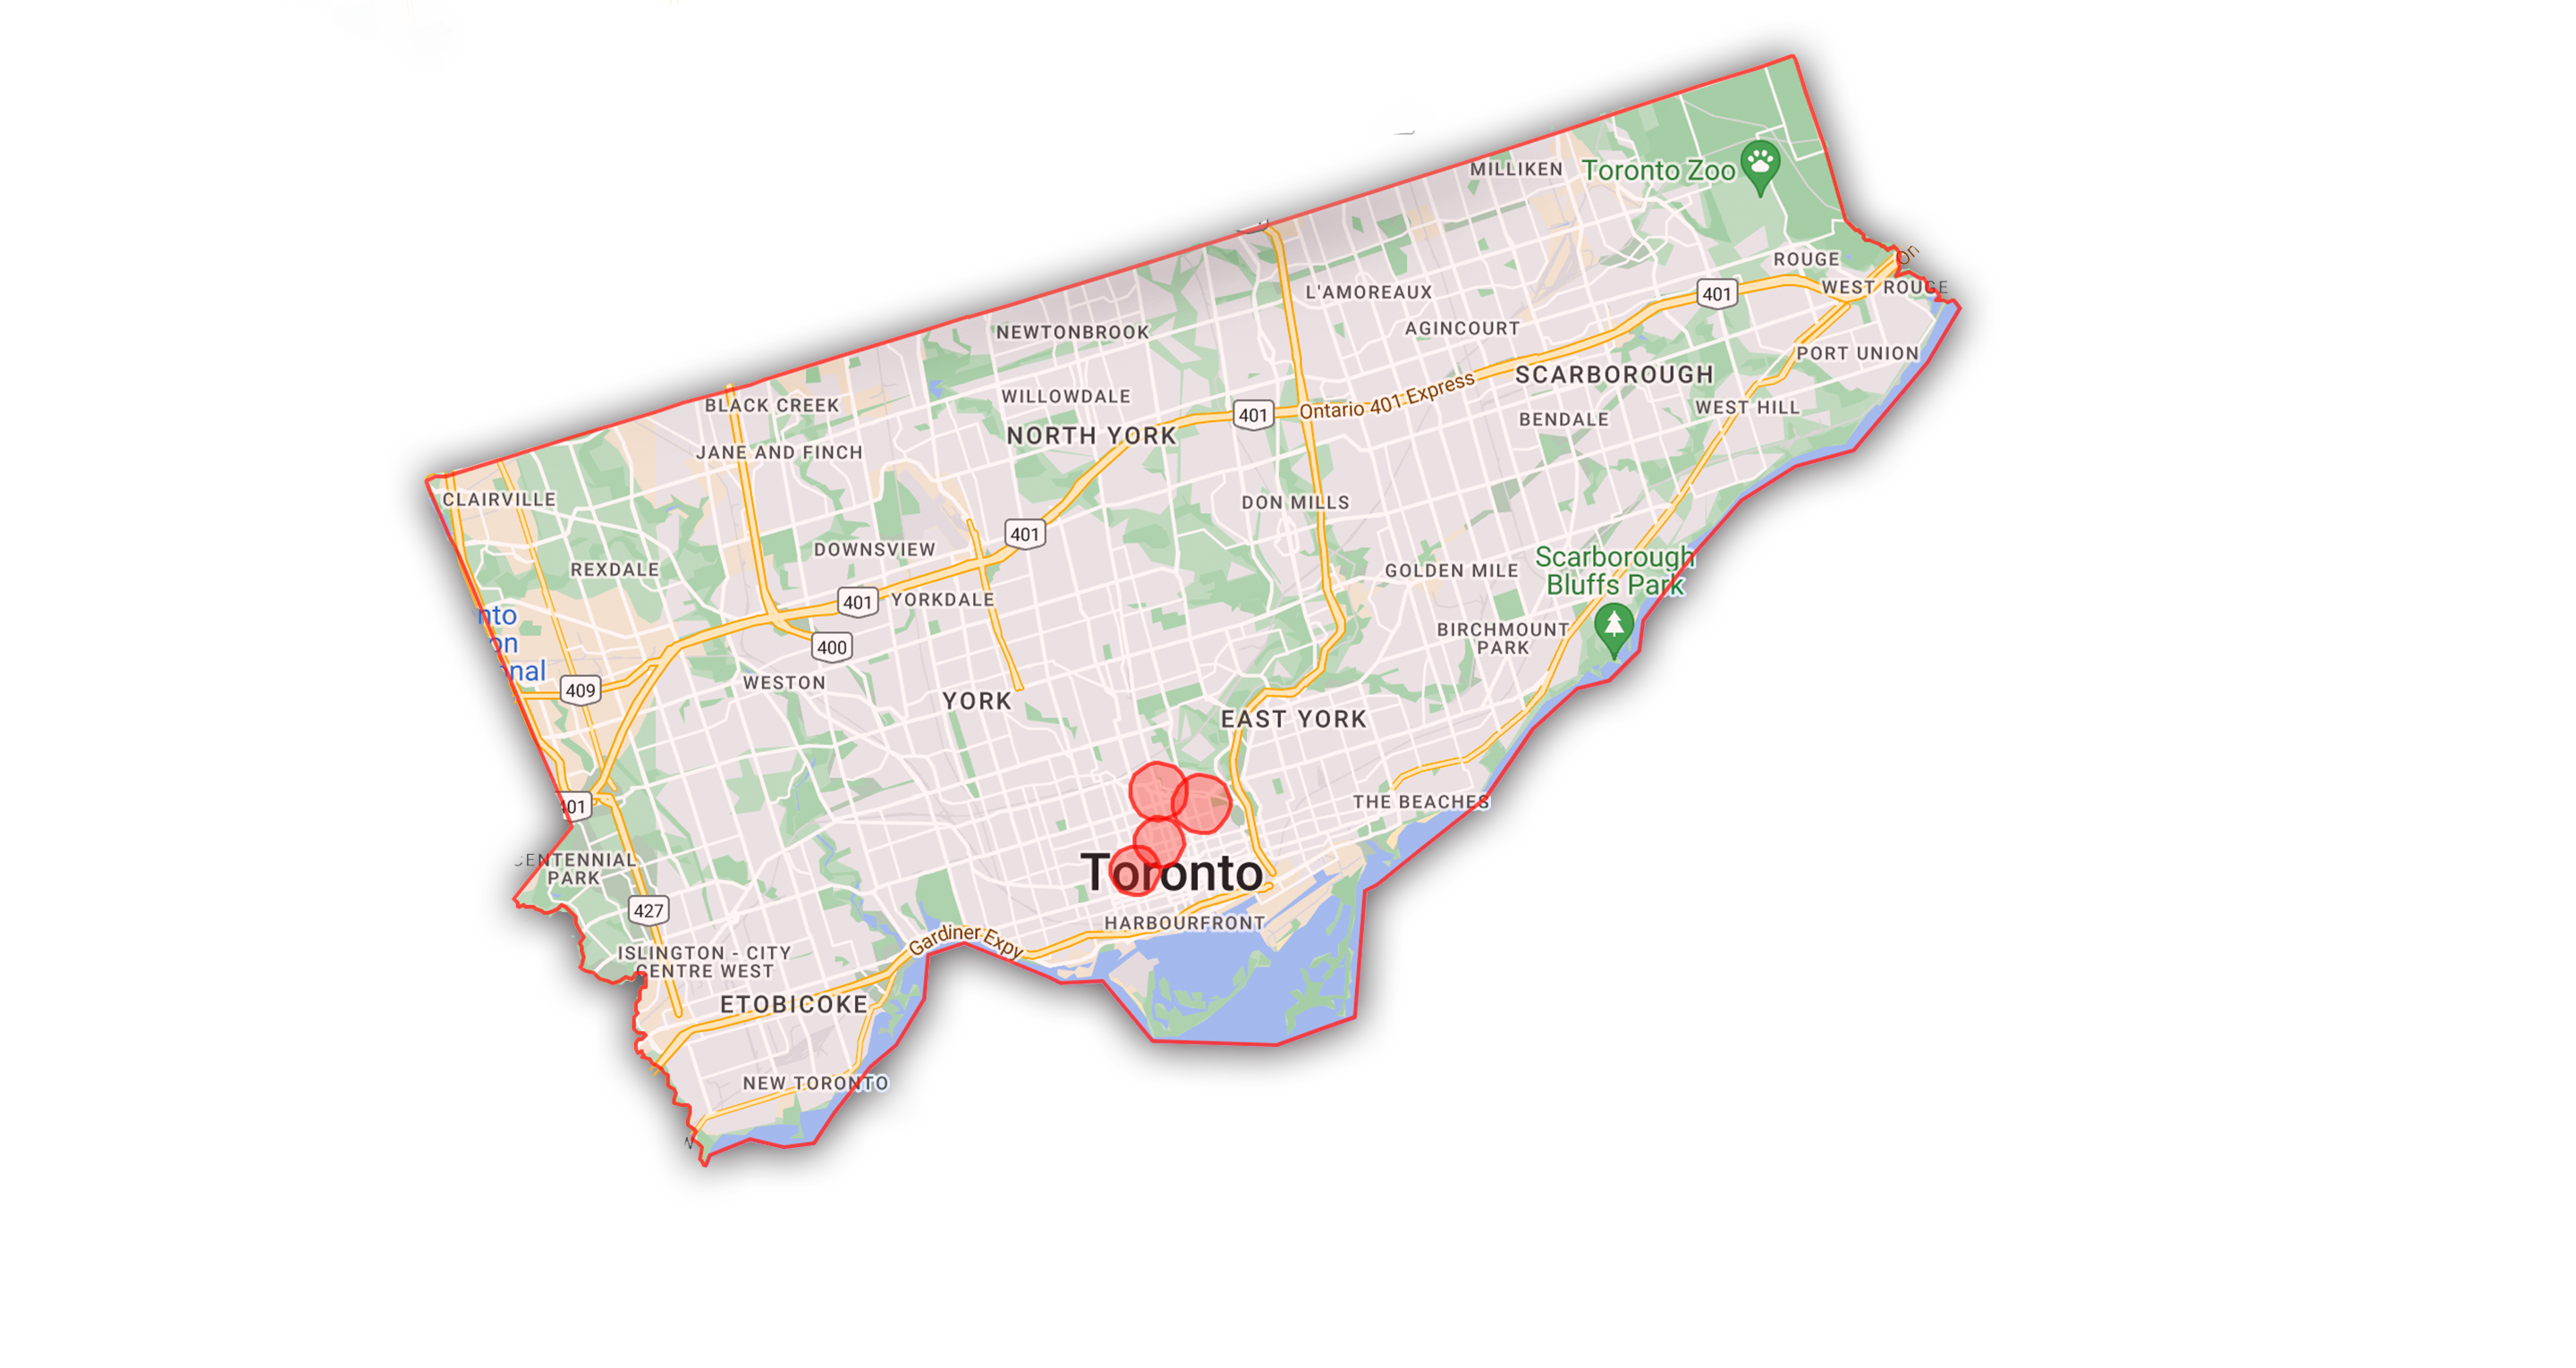 MILLIKEN
Toronto Zoo
ROUGE
On
WEST ROUGE
401
L'AMOREAUX
AGINCOURT
NEWTONBROOK
PORT UNION
SCARBOROUGH
WILLOWDALE
Ontario 401 Express
BLACK CREEK
WEST HILL
401
BENDALE
NORTH YORK
JANE AND FINCH
CLAIRVILLE
DON MILLS
401
DOWNSVIEW
Scarborough
Bluffs Park
REXDALE
GOLDEN MILE
401
YORKDALE
nto
on
nal
BIRCHMOUNT
PARK
400
WESTON
409
YORK
EAST YORK
401
THE BEACHES
CENTENNIAL
PARK
Toronto
427
HARBOURFRONT
Gardiner Expy
ISLINGTON - CITY
CENTRE WEST
ETOBICOKE
NEW TORONTO